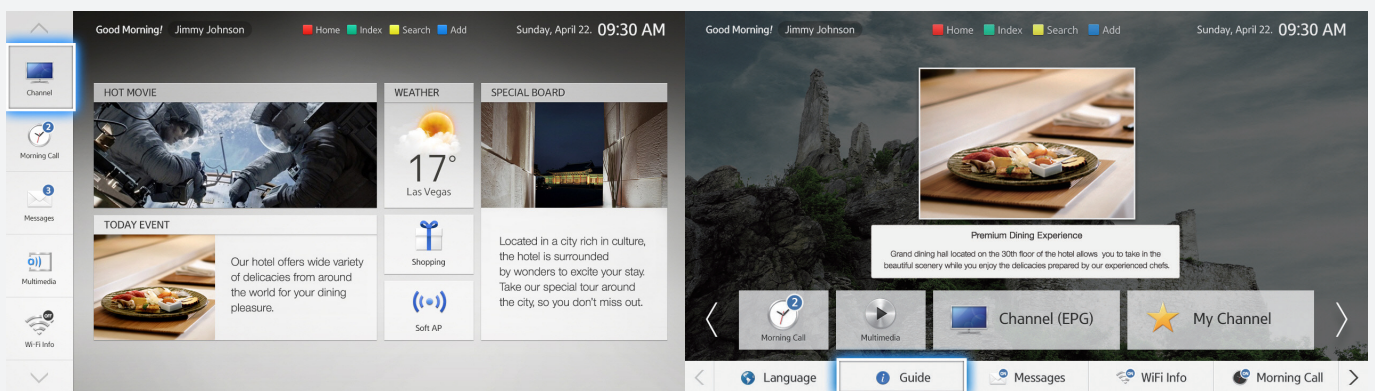 Good Morning! Jimmy Johnson
Home Index Search Add
Sunday, April 22. 09:30 AM
Channel
2
Morning Call
3
Messages
Multimedia
OFF
Wi-Fi Info
HOT MOVIE
WEATHER
17°
Las Vegas
SPECIAL BOARD
TODAY EVENT
Our hotel offers wide variety
of delicacies from around
the world for your dining
pleasure.
Shopping
Soft AP
Located in a city rich in culture,
the hotel is surrounded
by wonders to excite your stay.
Take our special tour around
the city, so you don't miss out.
Good Morning! Jimmy Johnson
Home Index Search Add
Sunday, April 22. 09:30 AM
Premium Dining Experience
Grand dining hall located on the 30th floor of the hotel allows you to take in the
beautiful scenery while you enjoy the delicacies prepared by our experienced chefs.
2
Morning Call
Multimedia
Channel (EPG)
My Channel
Language
Guide
ON
Messages
ON
WiFi Info
ON
Morning Call